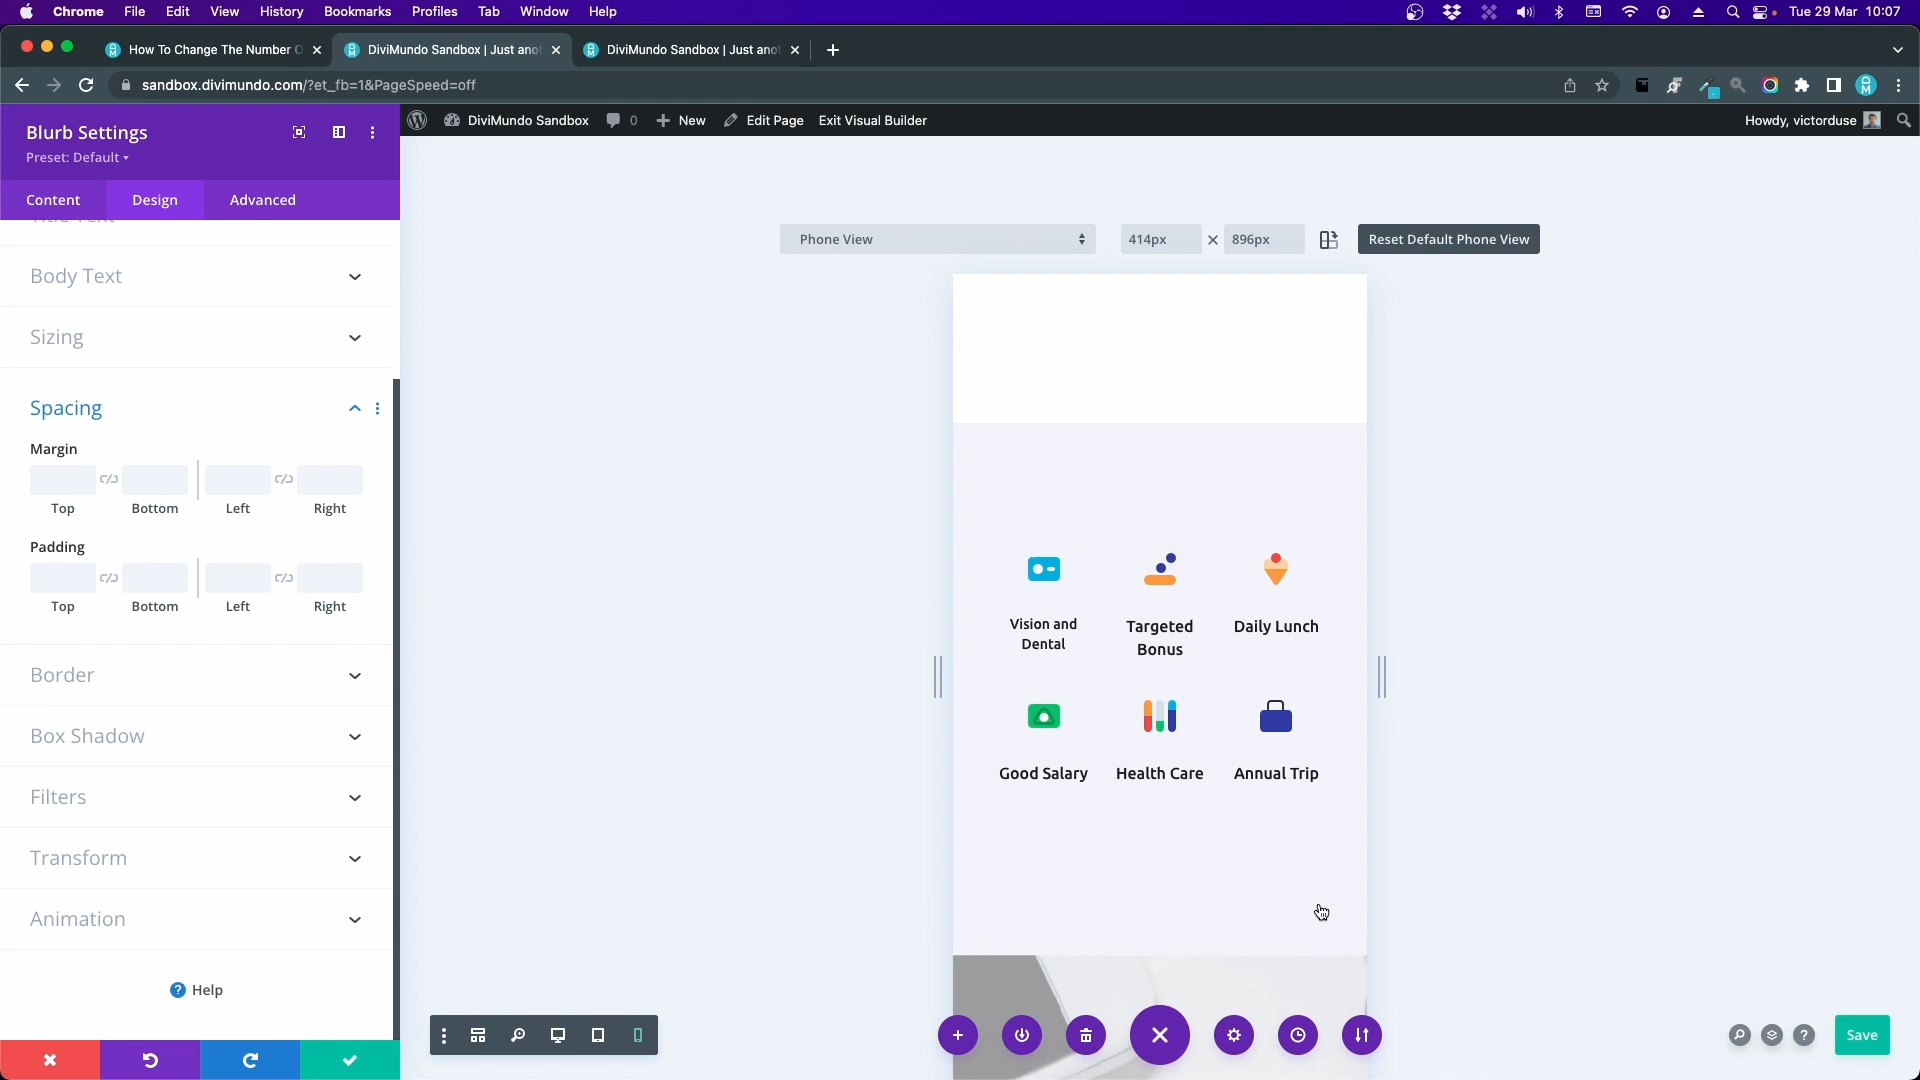 Chrome File Edit View History Bookmarks Profiles Tab Window Help Tue 29 Mar 10:07
How To Change The Number O DiviMundo Sandbox | Just anot DiviMundo Sandbox | Just anot
sandbox.divimundo.com/?et_fb=1&PageSpeed=off
DiviMundo Sandbox 0 New Edit Page Exit Visual Builder Howdy, victorduse
Blurb Settings
Preset: Default
Content Design Advanced
Title Text
Body Text
Sizing
Spacing
Margin
Top Bottom Left Right
Padding
Top Bottom Left Right
Border
Box Shadow
Filters
Transform
Animation
Help
Phone View 414px 896px Reset Default Phone View
Vision and
Dental
Targeted
Bonus
Daily Lunch
Good Salary Health Care Annual Trip
Save